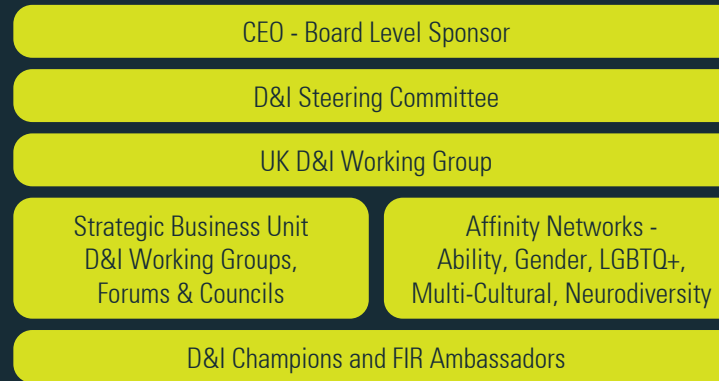 CEO - Board Level Sponsor
D&I Steering Committee
UK D&I Working Group
Strategic Business Unit
D&I Working Groups,
Forums & Councils
Affinity Networks -
Ability, Gender, LGBTQ+,
Multi-Cultural, Neurodiversity
D&I Champions and FIR Ambassadors